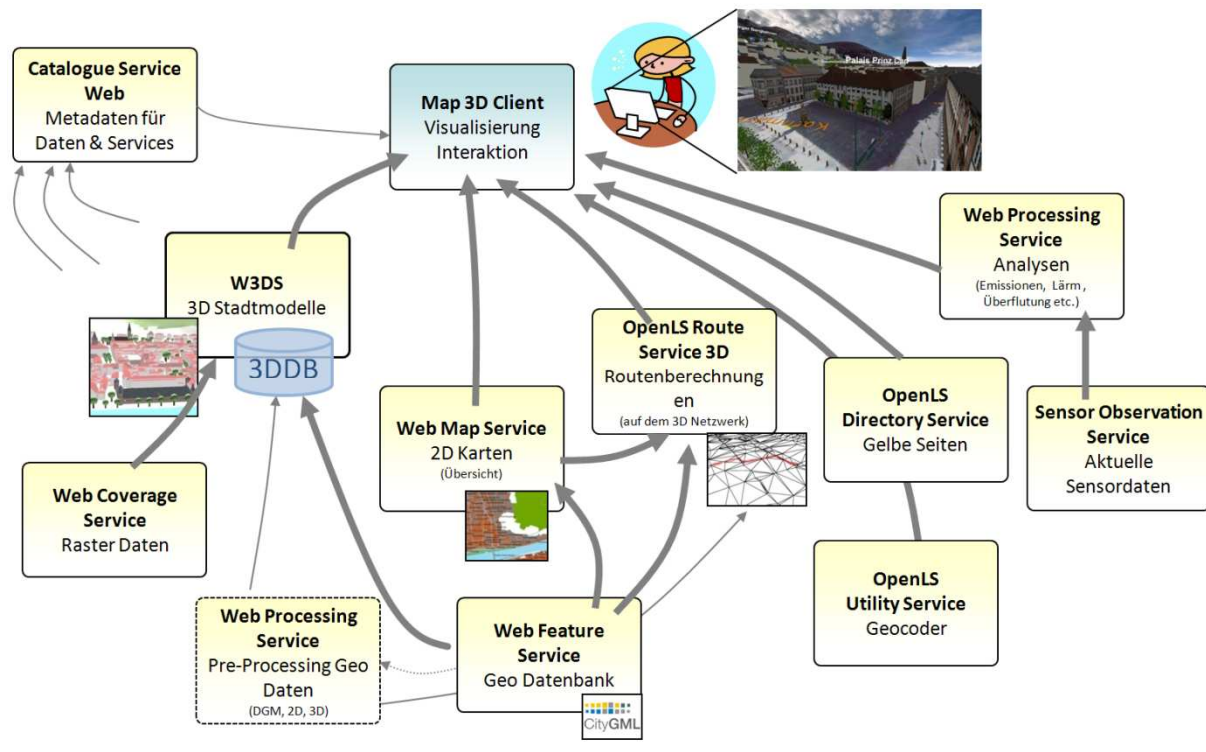 Catalogue Service
Web
Metadaten für
Daten & Services
Map 3D Client
Visualisierung
Interaktion
Palais Prinz Carl
W3DS
3D Stadtmodelle
3DDB
Web Processing
Service
Analysen
(Emissionen, Lärm,
Überflutung etc.)
OpenLS Route
Service 3D
Routenberechnung
en
(auf dem 3D Netzwerk)
OpenLS
Directory Service
Gelbe Seiten
Sensor Observation
Service
Aktuelle
Sensordaten
Web Map Service
2D Karten
(Übersicht)
Web Coverage
Service
Raster Daten
OpenLS
Utility Service
Geocoder
Web Processing
Service
Pre-Processing Geo
Daten
(DGM, 2D, 3D)
Web Feature
Service
Geo Datenbank
CityGML